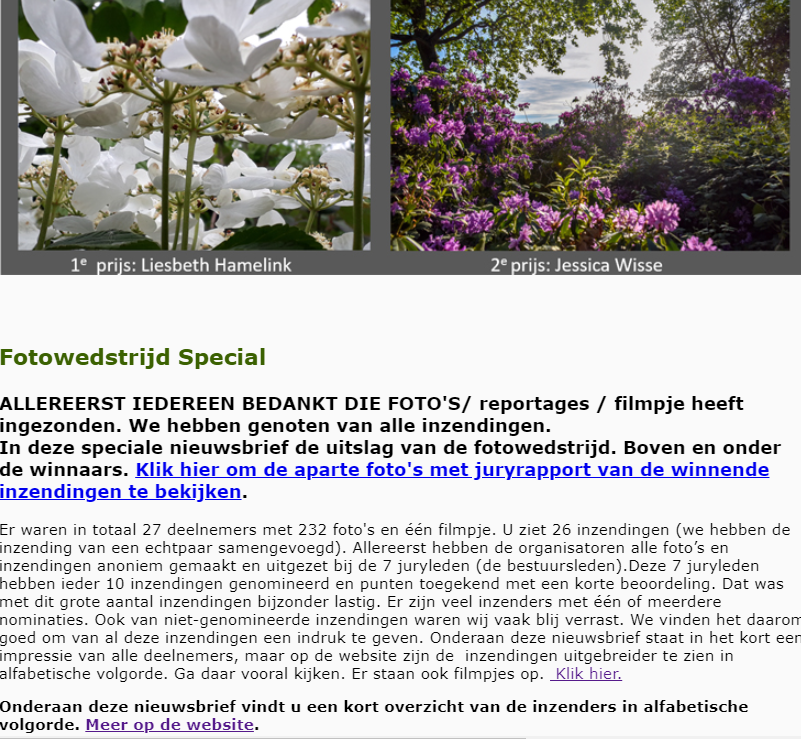 1e prijs: Liesbeth Hamelink
2e prijs: Jessica Wisse
Fotowedstrijd Special
ALLEREERST IEDEREEN BEDANKT DIE FOTO'S/ reportages / filmpje heeft
ingezonden. We hebben genoten van alle inzendingen.
In deze speciale nieuwsbrief de uitslag van de fotowedstrijd. Boven en onder
de winnaars. Klik hier om de aparte foto's met juryrapport van de winnende
inzendingen te bekijken.
Er waren in totaal 27 deelnemers met 232 foto's en één filmpje. U ziet 26 inzendingen (we hebben de
inzending van een echtpaar samengevoegd). Allereerst hebben de organisatoren alle foto’s en
inzendingen anoniem gemaakt en uitgezet bij de 7 juryleden (de bestuursleden).Deze 7 juryleden
hebben ieder 10 inzendingen genomineerd en punten toegekend met een korte beoordeling. Dat was
met dit grote aantal inzendingen bijzonder lastig. Er zijn veel inzenders met één of meerdere
nominaties. Ook van niet-genomineerde inzendingen waren wij vaak blij verrast. We vinden het daarom
goed om van al deze inzendingen een indruk te geven. Onderaan deze nieuwsbrief staat in het kort een
impressie van alle deelnemers, maar op de website zijn de inzendingen uitgebreider te zien in
alfabetische volgorde. Ga daar vooral kijken. Er staan ook filmpjes op. Klik hier.
Onderaan deze nieuwsbrief vindt u een kort overzicht van de inzenders in alfabetische
volgorde. Meer op de website.